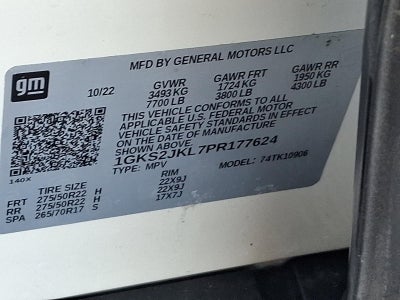 MFD BY GENERAL MOTORS LLC
gm 10/22 GVWR GAWR FRT GAWR RR
3493 KG 1724 KG 1950 KG
7700 LB 3800 LB 4300 LB
THIS VEHICLE CONFORMS TO ALL
APPLICABLE U.S. FEDERAL MOTOR
VEHICLE SAFETY STANDARDS IN EFFECT
ON THE DATE OF MANUFACTURE
SHOWN ABOVE.
1GKS2JKL7PR177624
TYPE: MPV MODEL: 74TK10906
140X
TIRE SIZE RIM
FRT 275/50R22 H 22X9J
RR 275/50R22 H 22X9J
SPA 265/70R17 S 17X7J